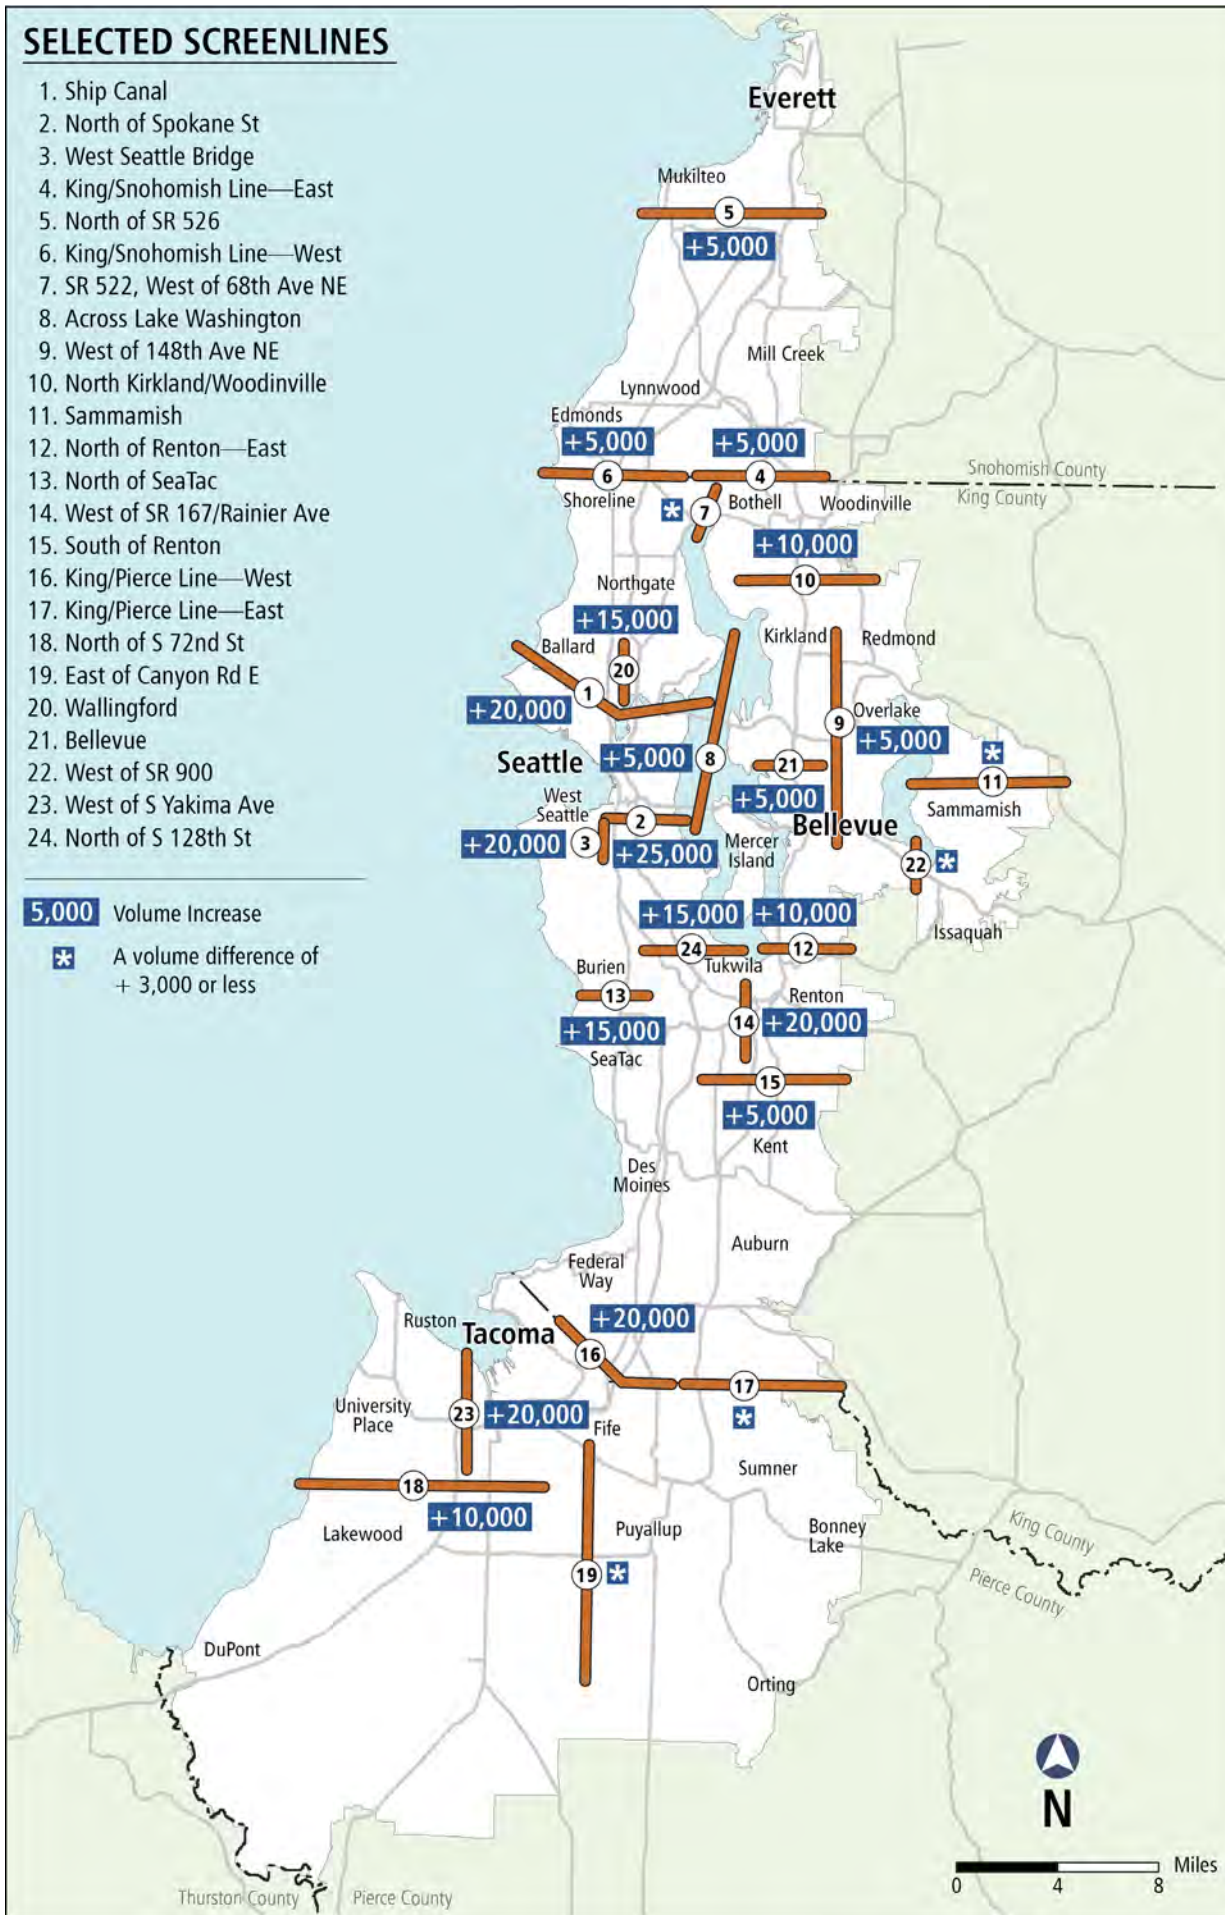 SELECTED SCREENLINES
1. Ship Canal
2. North of Spokane St
3. West Seattle Bridge
4. King/Snohomish Line—East
5. North of SR 526
6. King/Snohomish Line—West
7. SR 522, West of 68th Ave NE
8. Across Lake Washington
9. West of 148th Ave NE
10. North Kirkland/Woodinville
11. Sammamish
12. North of Renton—East
13. North of SeaTac
14. West of SR 167/Rainier Ave
15. South of Renton
16. King/Pierce Line—West
17. King/Pierce Line—East
18. North of S 72nd St
19. East of Canyon Rd E
20. Wallingford
21. Bellevue
22. West of SR 900
23. West of S Yakima Ave
24. North of S 128th St
5,000 Volume Increase
* A volume difference of
+ 3,000 or less
Everett
Mukilteo
5
+5,000
Mill Creek
Lynnwood
Edmonds
+5,000
+5,000
6
4
Snohomish County
King County
Shoreline
*
7
Bothell
Woodinville
+10,000
10
Northgate
+15,000
Ballard
20
Kirkland
Redmond
1
+20,000
9
Overlake
+5,000
Seattle
+5,000
8
21
*
11
Sammamish
+5,000
West
Seattle
2
Bellevue
+20,000
3
+25,000
Mercer
Island
22
*
Issaquah
+15,000
+10,000
24
12
Tukwila
Burien
13
Renton
+15,000
14
+20,000
SeaTac
15
+5,000
Kent
Des
Moines
Auburn
Federal
Way
+20,000
Ruston
Tacoma
16
17
*
University
Place
23
+20,000
Fife
Sumner
18
+10,000
Lakewood
Puyallup
Bonney
Lake
King County
Pierce County
19
*
DuPont
Orting
N
Miles
0 4 8
Thurston County
Pierce County